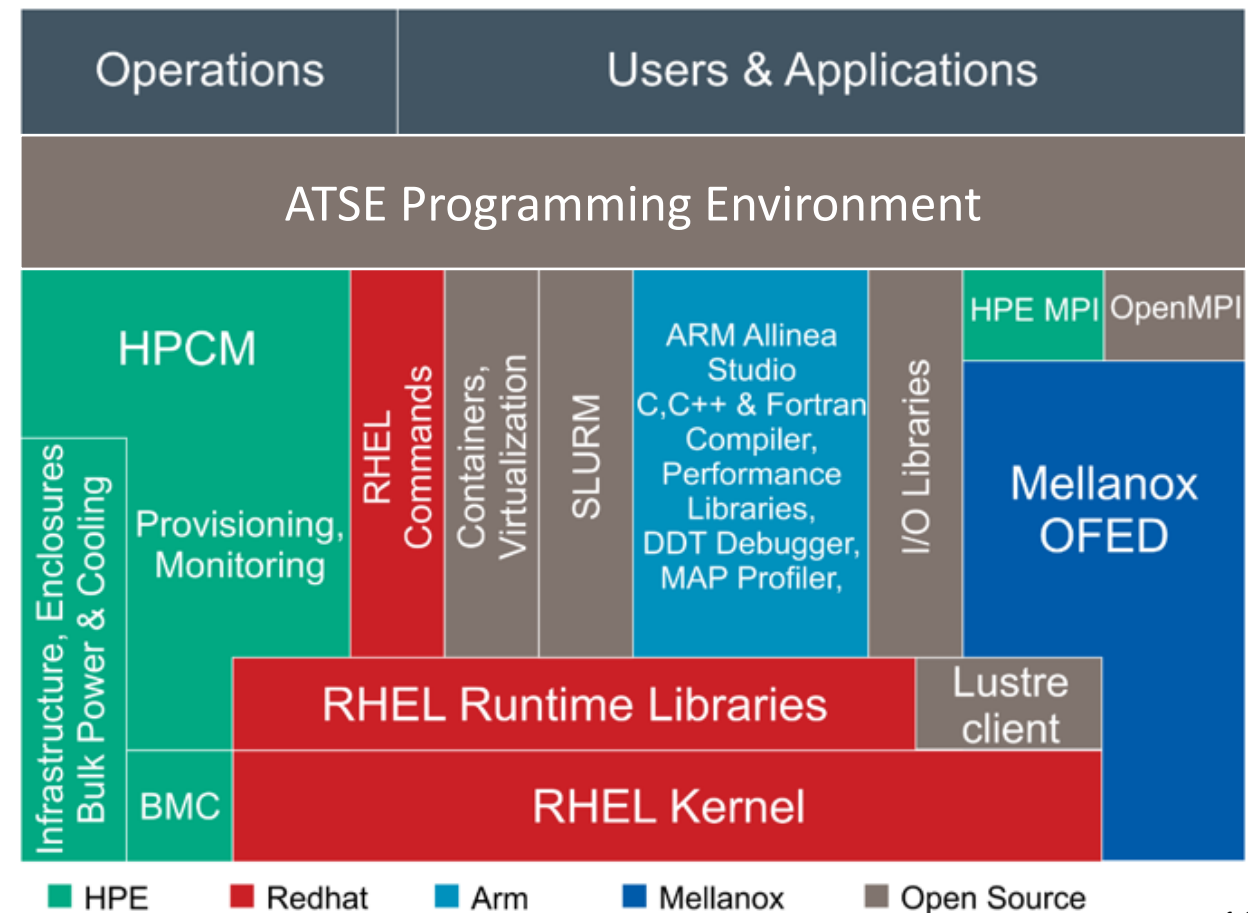 Operations
Users & Applications
ATSE Programming Environment
HPCM
Provisioning,
Monitoring
Infrastructure, Enclosures
Bulk Power & Cooling
BMC
RHEL
Commands
Containers,
Virtualization
SLURM
ARM Allinea
Studio
C,C++ & Fortran
Compiler,
Performance
Libraries,
DDT Debugger,
MAP Profiler,
I/O Libraries
HPE MPI
OpenMPI
Mellanox
OFED
RHEL Runtime Libraries
Lustre
client
RHEL Kernel
HPE
Redhat
Arm
Mellanox
Open Source